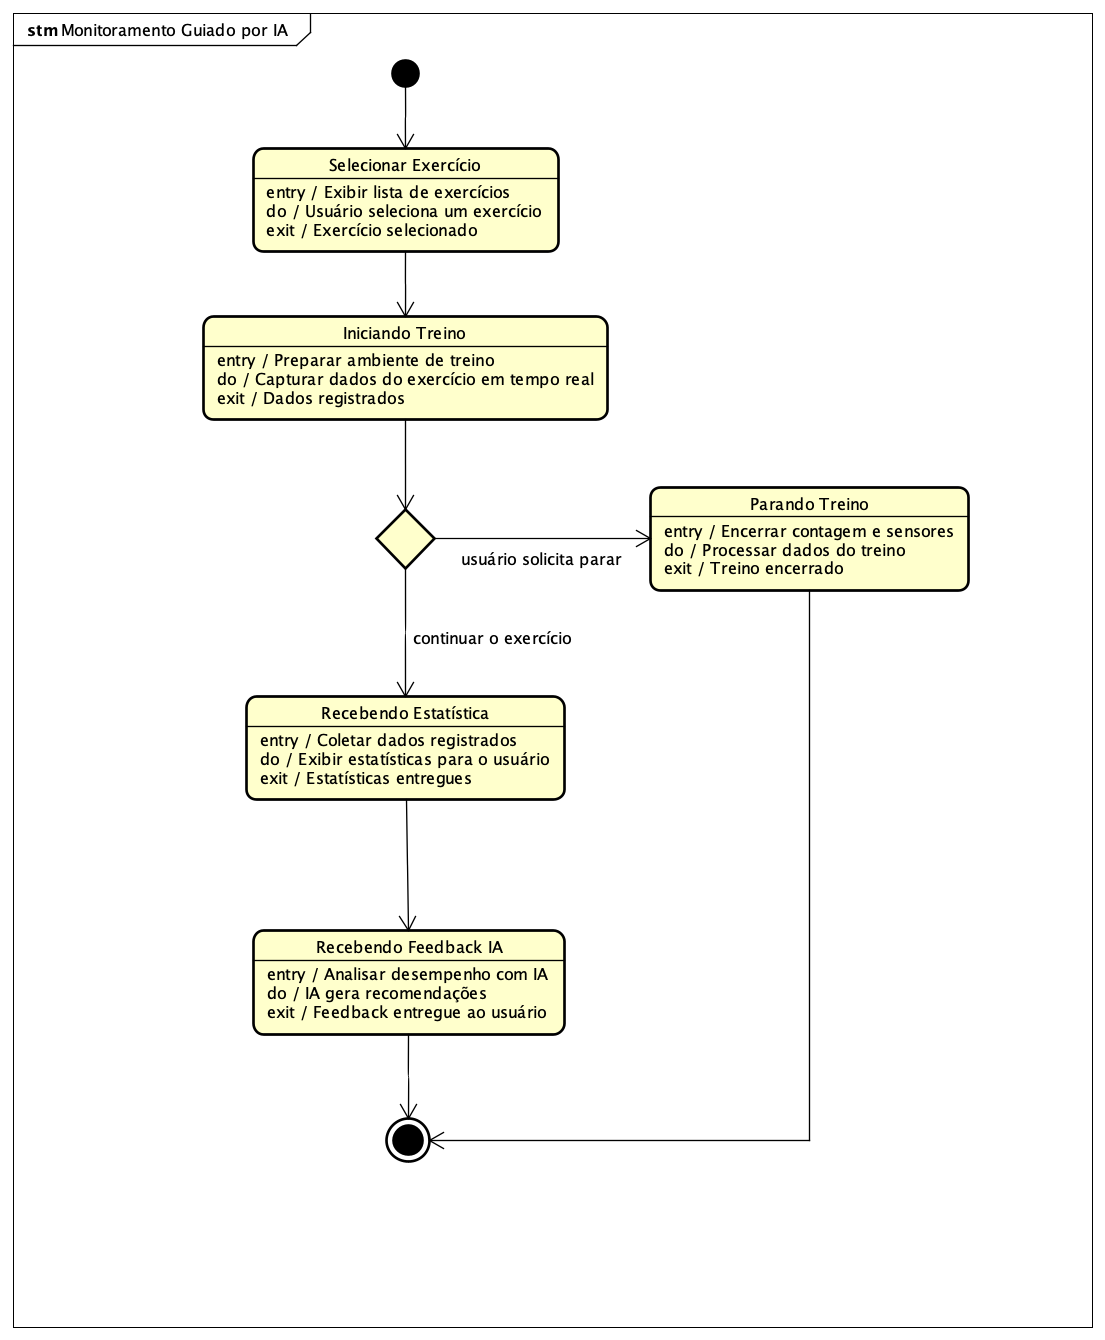 stm Monitoramento Guiado por IA
Selecionar Exercício
entry / Exibir lista de exercícios
do / Usuário seleciona um exercício
exit / Exercício selecionado
Iniciando Treino
entry / Preparar ambiente de treino
do / Capturar dados do exercício em tempo real
exit / Dados registrados
Parando Treino
entry / Encerrar contagem e sensores
do / Processar dados do treino
exit / Treino encerrado
usuário solicita parar
continuar o exercício
Recebendo Estatística
entry / Coletar dados registrados
do / Exibir estatísticas para o usuário
exit / Estatísticas entregues
Recebendo Feedback IA
entry / Analisar desempenho com IA
do / IA gera recomendações
exit / Feedback entregue ao usuário